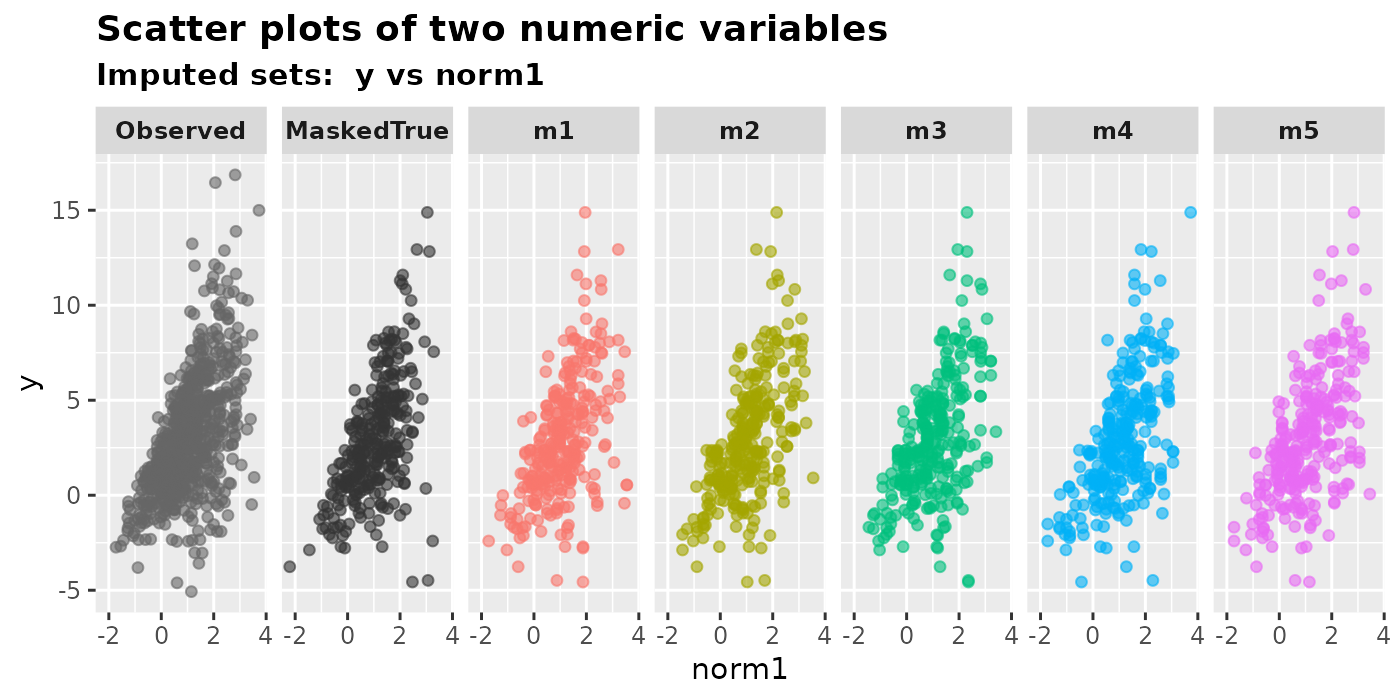 Scatter plots of two numeric variables
Imputed sets:  y vs norm1
Observed MaskedTrue m1 m2 m3 m4 m5
15
10
5
0
-5
y
-2 0 2 4 -2 0 2 4 -2 0 2 4 -2 0 2 4 -2 0 2 4 -2 0 2 4 -2 0 2 4
norm1